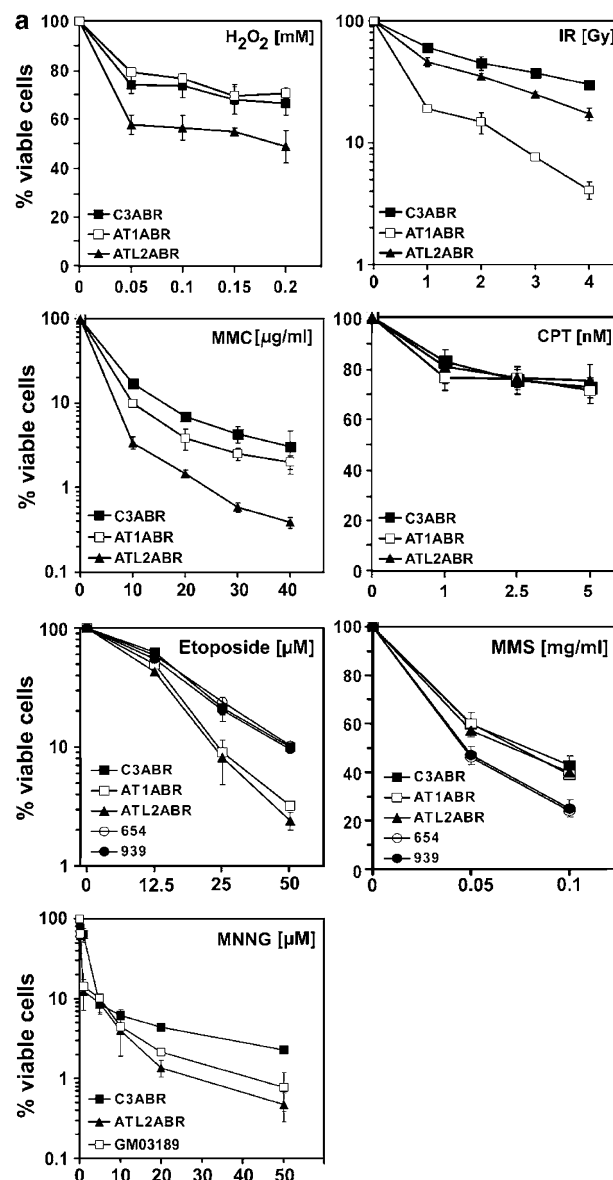 a
H2O2 [mM]
% viable cells
100
80
60
40
20
0
C3ABR
AT1ABR
ATL2ABR
0 0.05 0.1 0.15 0.2
IR [Gy]
100
10
1
C3ABR
AT1ABR
ATL2ABR
0 1 2 3 4
MMC [µg/ml]
% viable cells
100
10
1
0.1
C3ABR
AT1ABR
ATL2ABR
0 10 20 30 40
CPT [nM]
100
80
60
40
20
0
C3ABR
AT1ABR
ATL2ABR
0 1 2.5 5
Etoposide [µM]
% viable cells
100
10
1
C3ABR
AT1ABR
ATL2ABR
654
939
0 12.5 25 50
MMS [mg/ml]
100
80
60
40
20
0
C3ABR
AT1ABR
ATL2ABR
654
939
0 0.05 0.1
MNNG [µM]
% viable cells
100
10
1
0.1
C3ABR
ATL2ABR
GM03189
0 10 20 30 40 50